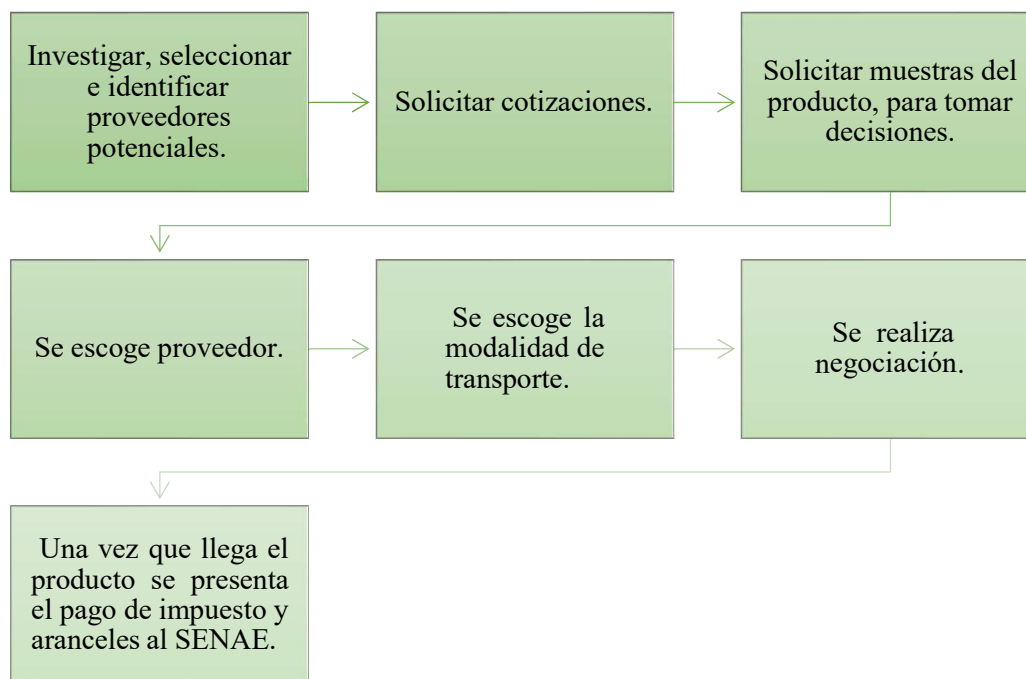 Investigar, seleccionar
e identificar
proveedores
potenciales.
Solicitar cotizaciones.
Solicitar muestras del
producto, para tomar
decisiones.
Se escoge proveedor.
Se escoge la
modalidad de
transporte.
Se realiza
negociación.
Una vez que llega el
producto se presenta
el pago de impuesto y
aranceles al SENAE.